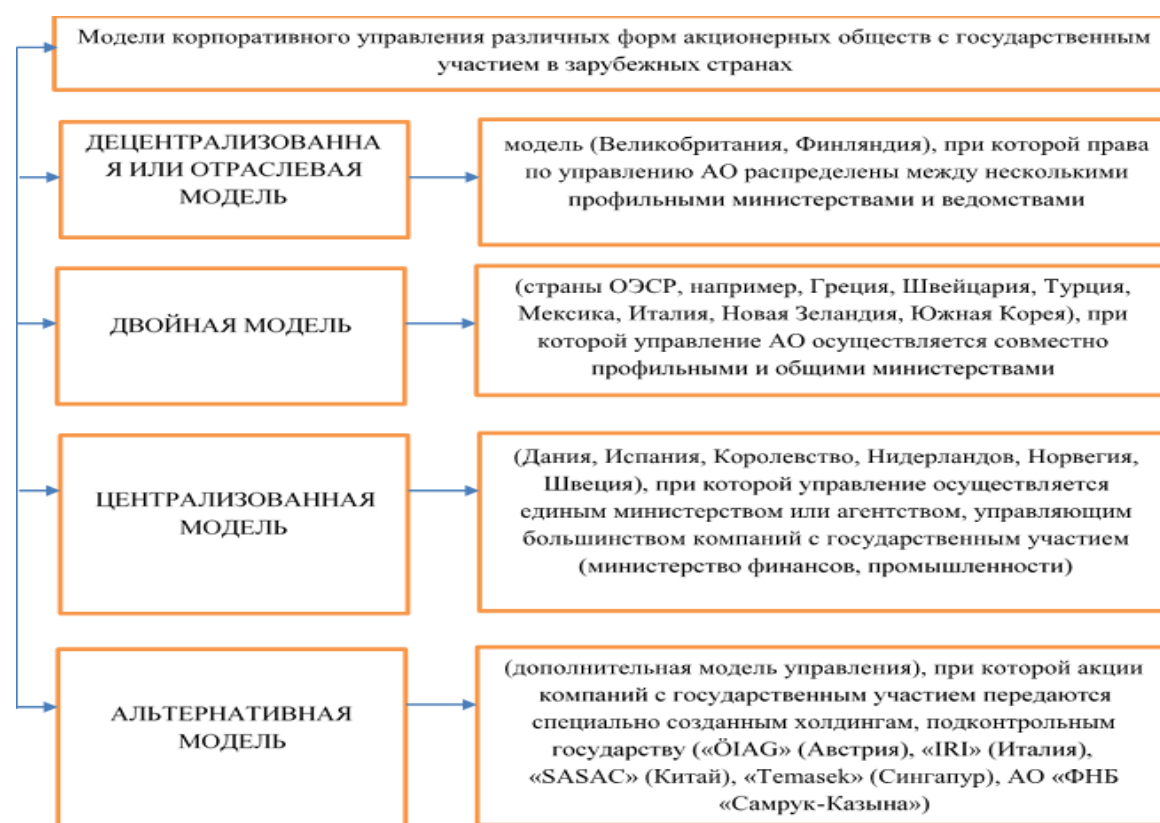 Модели корпоративного управления различных форм акционерных обществ с государственным
участием в зарубежных странах
ДЕЦЕНТРАЛИЗОВАННА
Я ИЛИ ОТРАСЛЕВАЯ
МОДЕЛЬ
модель (Великобритания, Финляндия), при которой права
по управлению АО распределены между несколькими
профильными министерствами и ведомствами
ДВОЙНАЯ МОДЕЛЬ
(страны ОЭСР, например, Греция, Швейцария, Турция,
Мексика, Италия, Новая Зеландия, Южная Корея), при
которой управление АО осуществляется совместно
профильными и общими министерствами
ЦЕНТРАЛИЗОВАННАЯ
МОДЕЛЬ
(Дания, Испания, Королевство, Нидерландов, Норвегия,
Швеция), при которой управление осуществляется
единым министерством или агентством, управляющим
большинством компаний с государственным участием
(министерство финансов, промышленности)
АЛЬТЕРНАТИВНАЯ
МОДЕЛЬ
(дополнительная модель управления), при которой акции
компаний с государственным участием передаются
специально созданным холдингам, подконтрольным
государству («ÖIAG» (Австрия), «IRI» (Италия),
«SASAC» (Китай), «Temasek» (Сингапур), АО «ФНБ
«Самрук-Казына»)